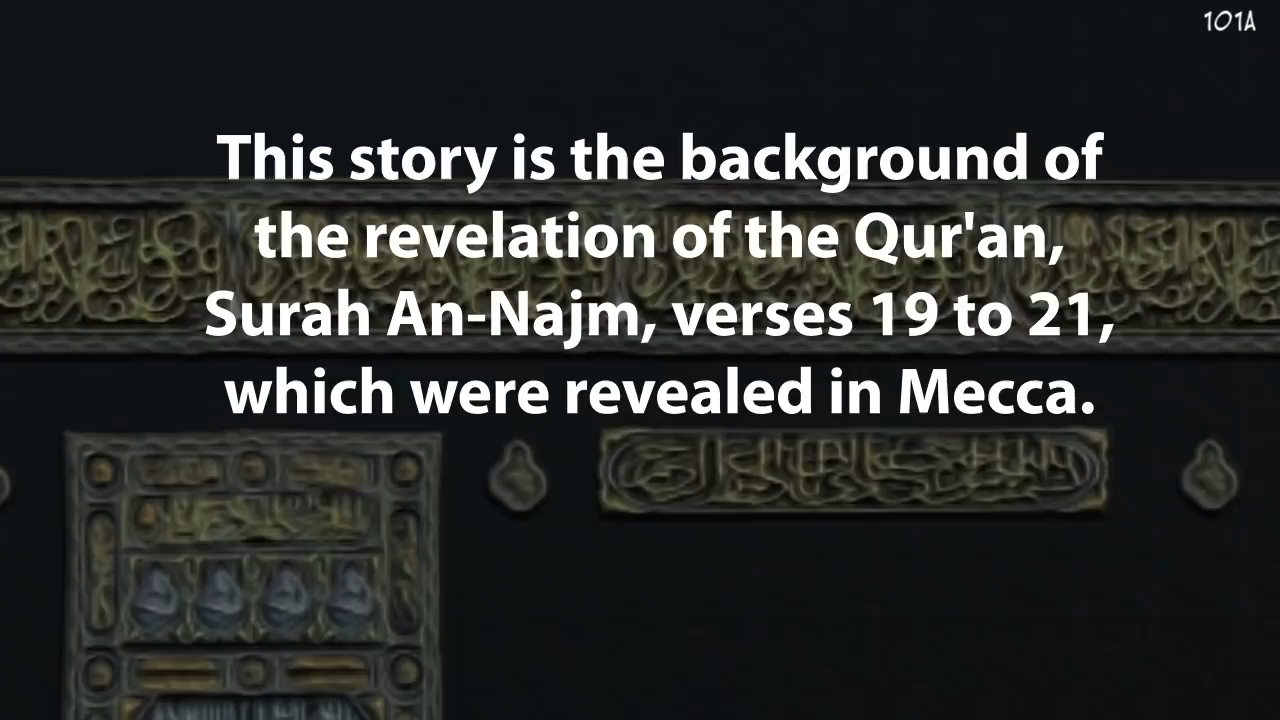 101A
This story is the background of
the revelation of the Qur'an,
Surah An-Najm, verses 19 to 21,
which were revealed in Mecca.